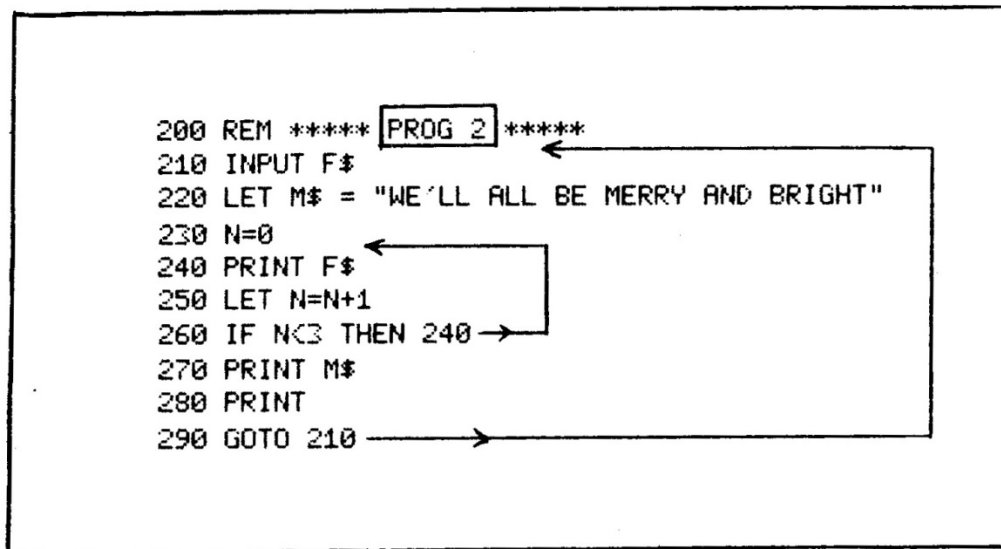 200 REM ***** PROG 2 *****
210 INPUT F$
220 LET M$ = "WE'LL ALL BE MERRY AND BRIGHT"
230 N=0
240 PRINT F$
250 LET N=N+1
260 IF N<3 THEN 240
270 PRINT M$
280 PRINT
290 GOTO 210